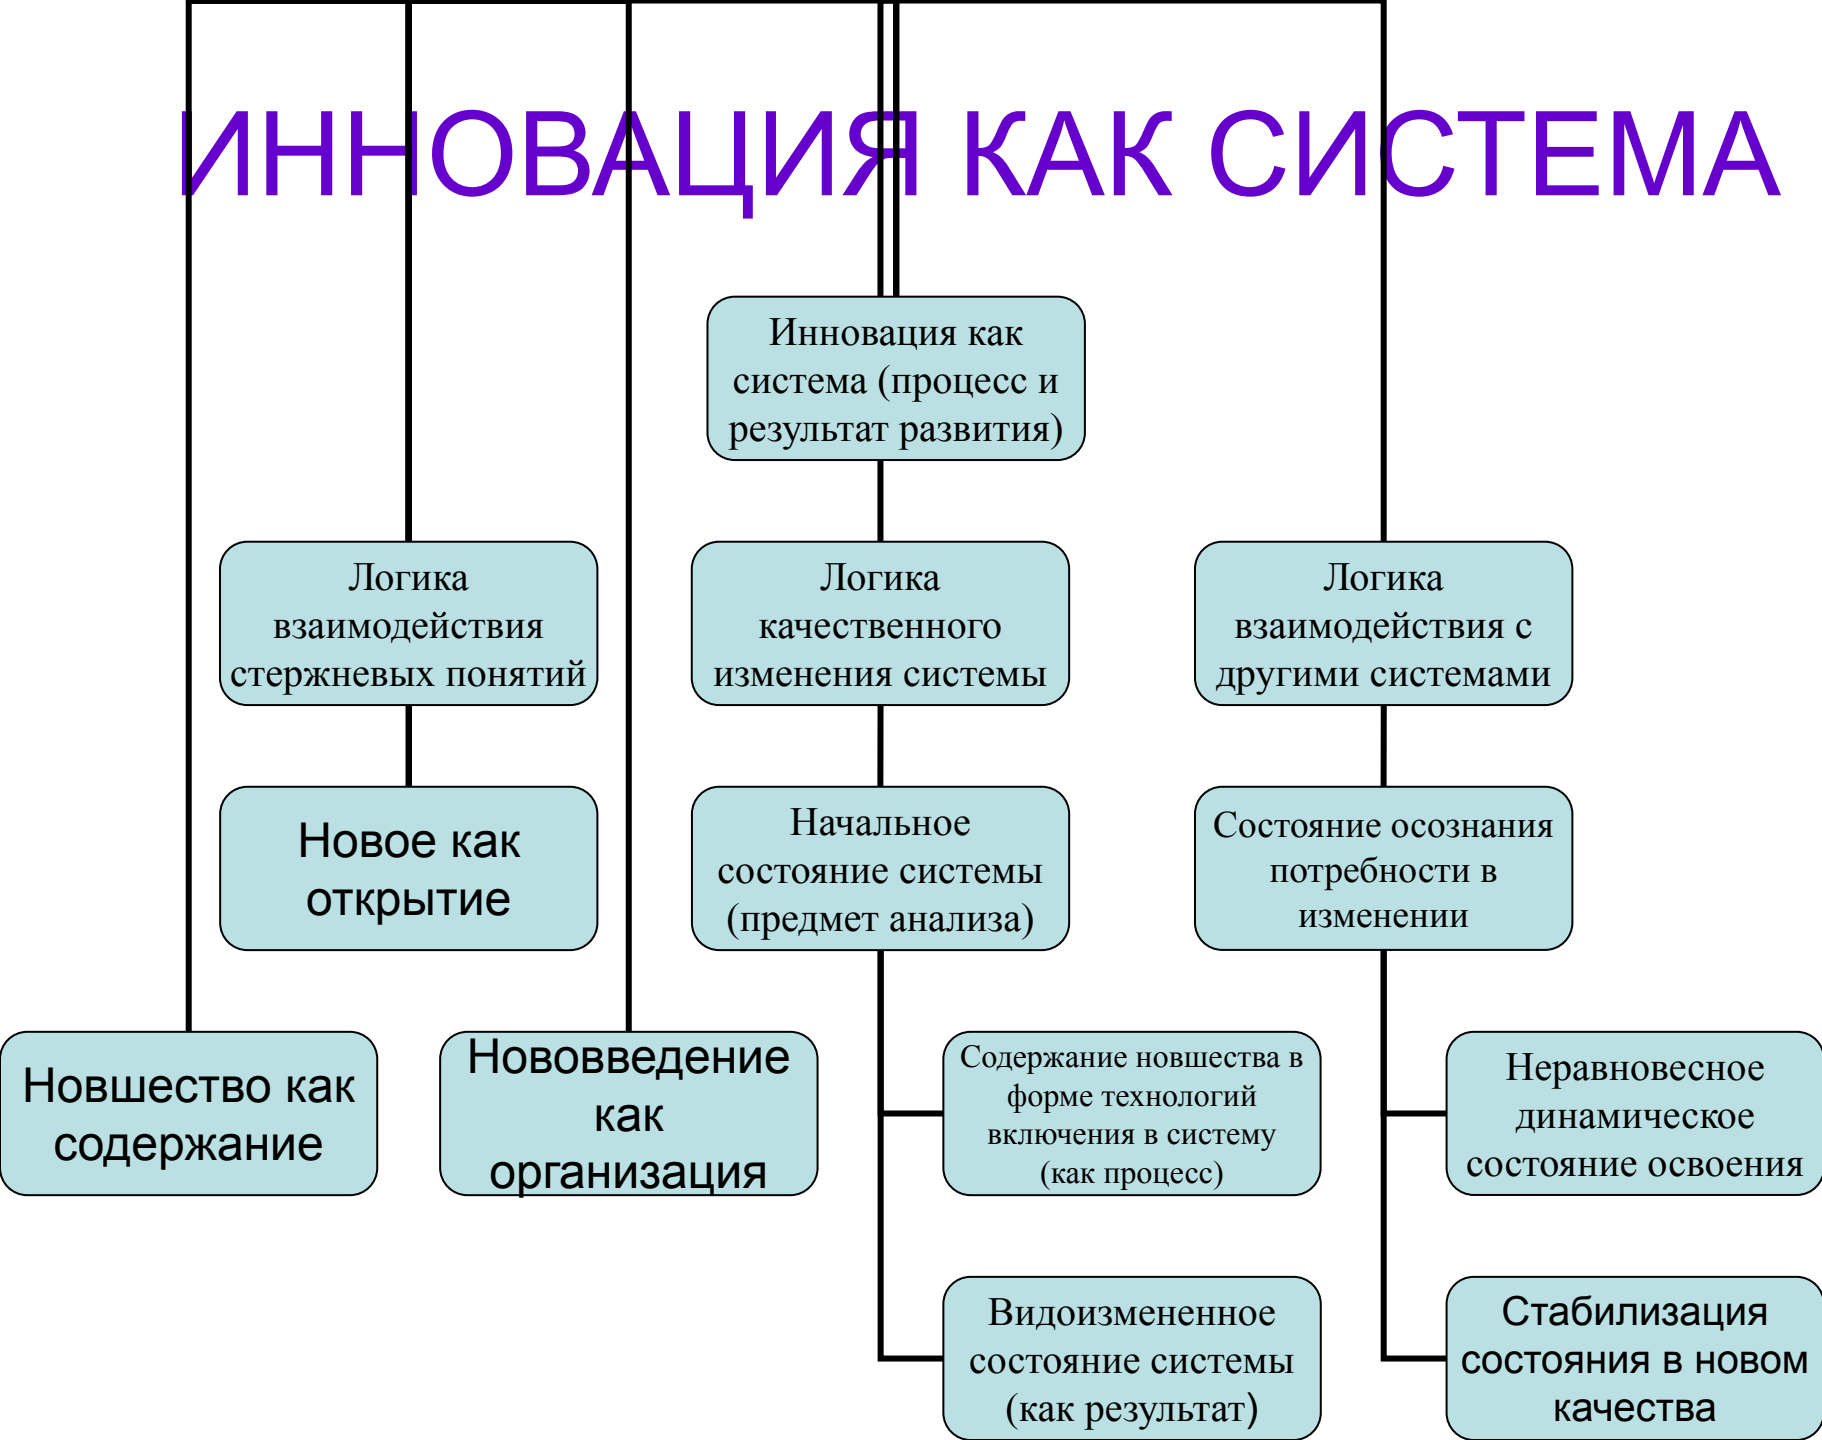 ИННОВАЦИЯ КАК СИСТЕМА
Инновация как
система (процесс и
результат развития)
Логика
взаимодействия
стержневых понятий
Логика
качественного
изменения системы
Логика
взаимодействия с
другими системами
Новое как
открытие
Начальное
состояние системы
(предмет анализа)
Состояние осознания
потребности в
изменении
Новшество как
содержание
Нововведение
как
организация
Содержание новшества в
форме технологий
включения в систему
(как процесс)
Неравновесное
динамическое
состояние освоения
Видоизмененное
состояние системы
(как результат)
Стабилизация
состояния в новом
качества